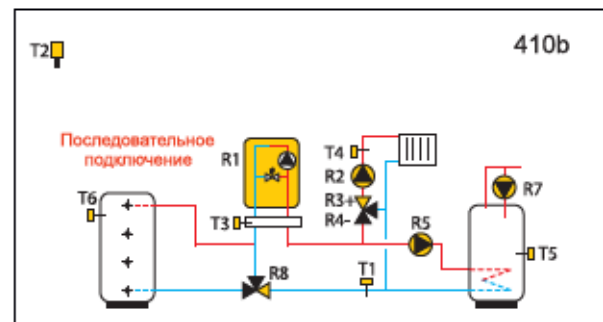 410b
T2
Последовательное
подключение
R1
T4
R2
R7
T6
R3+
R4-
T3
R5
T5
R8
T1